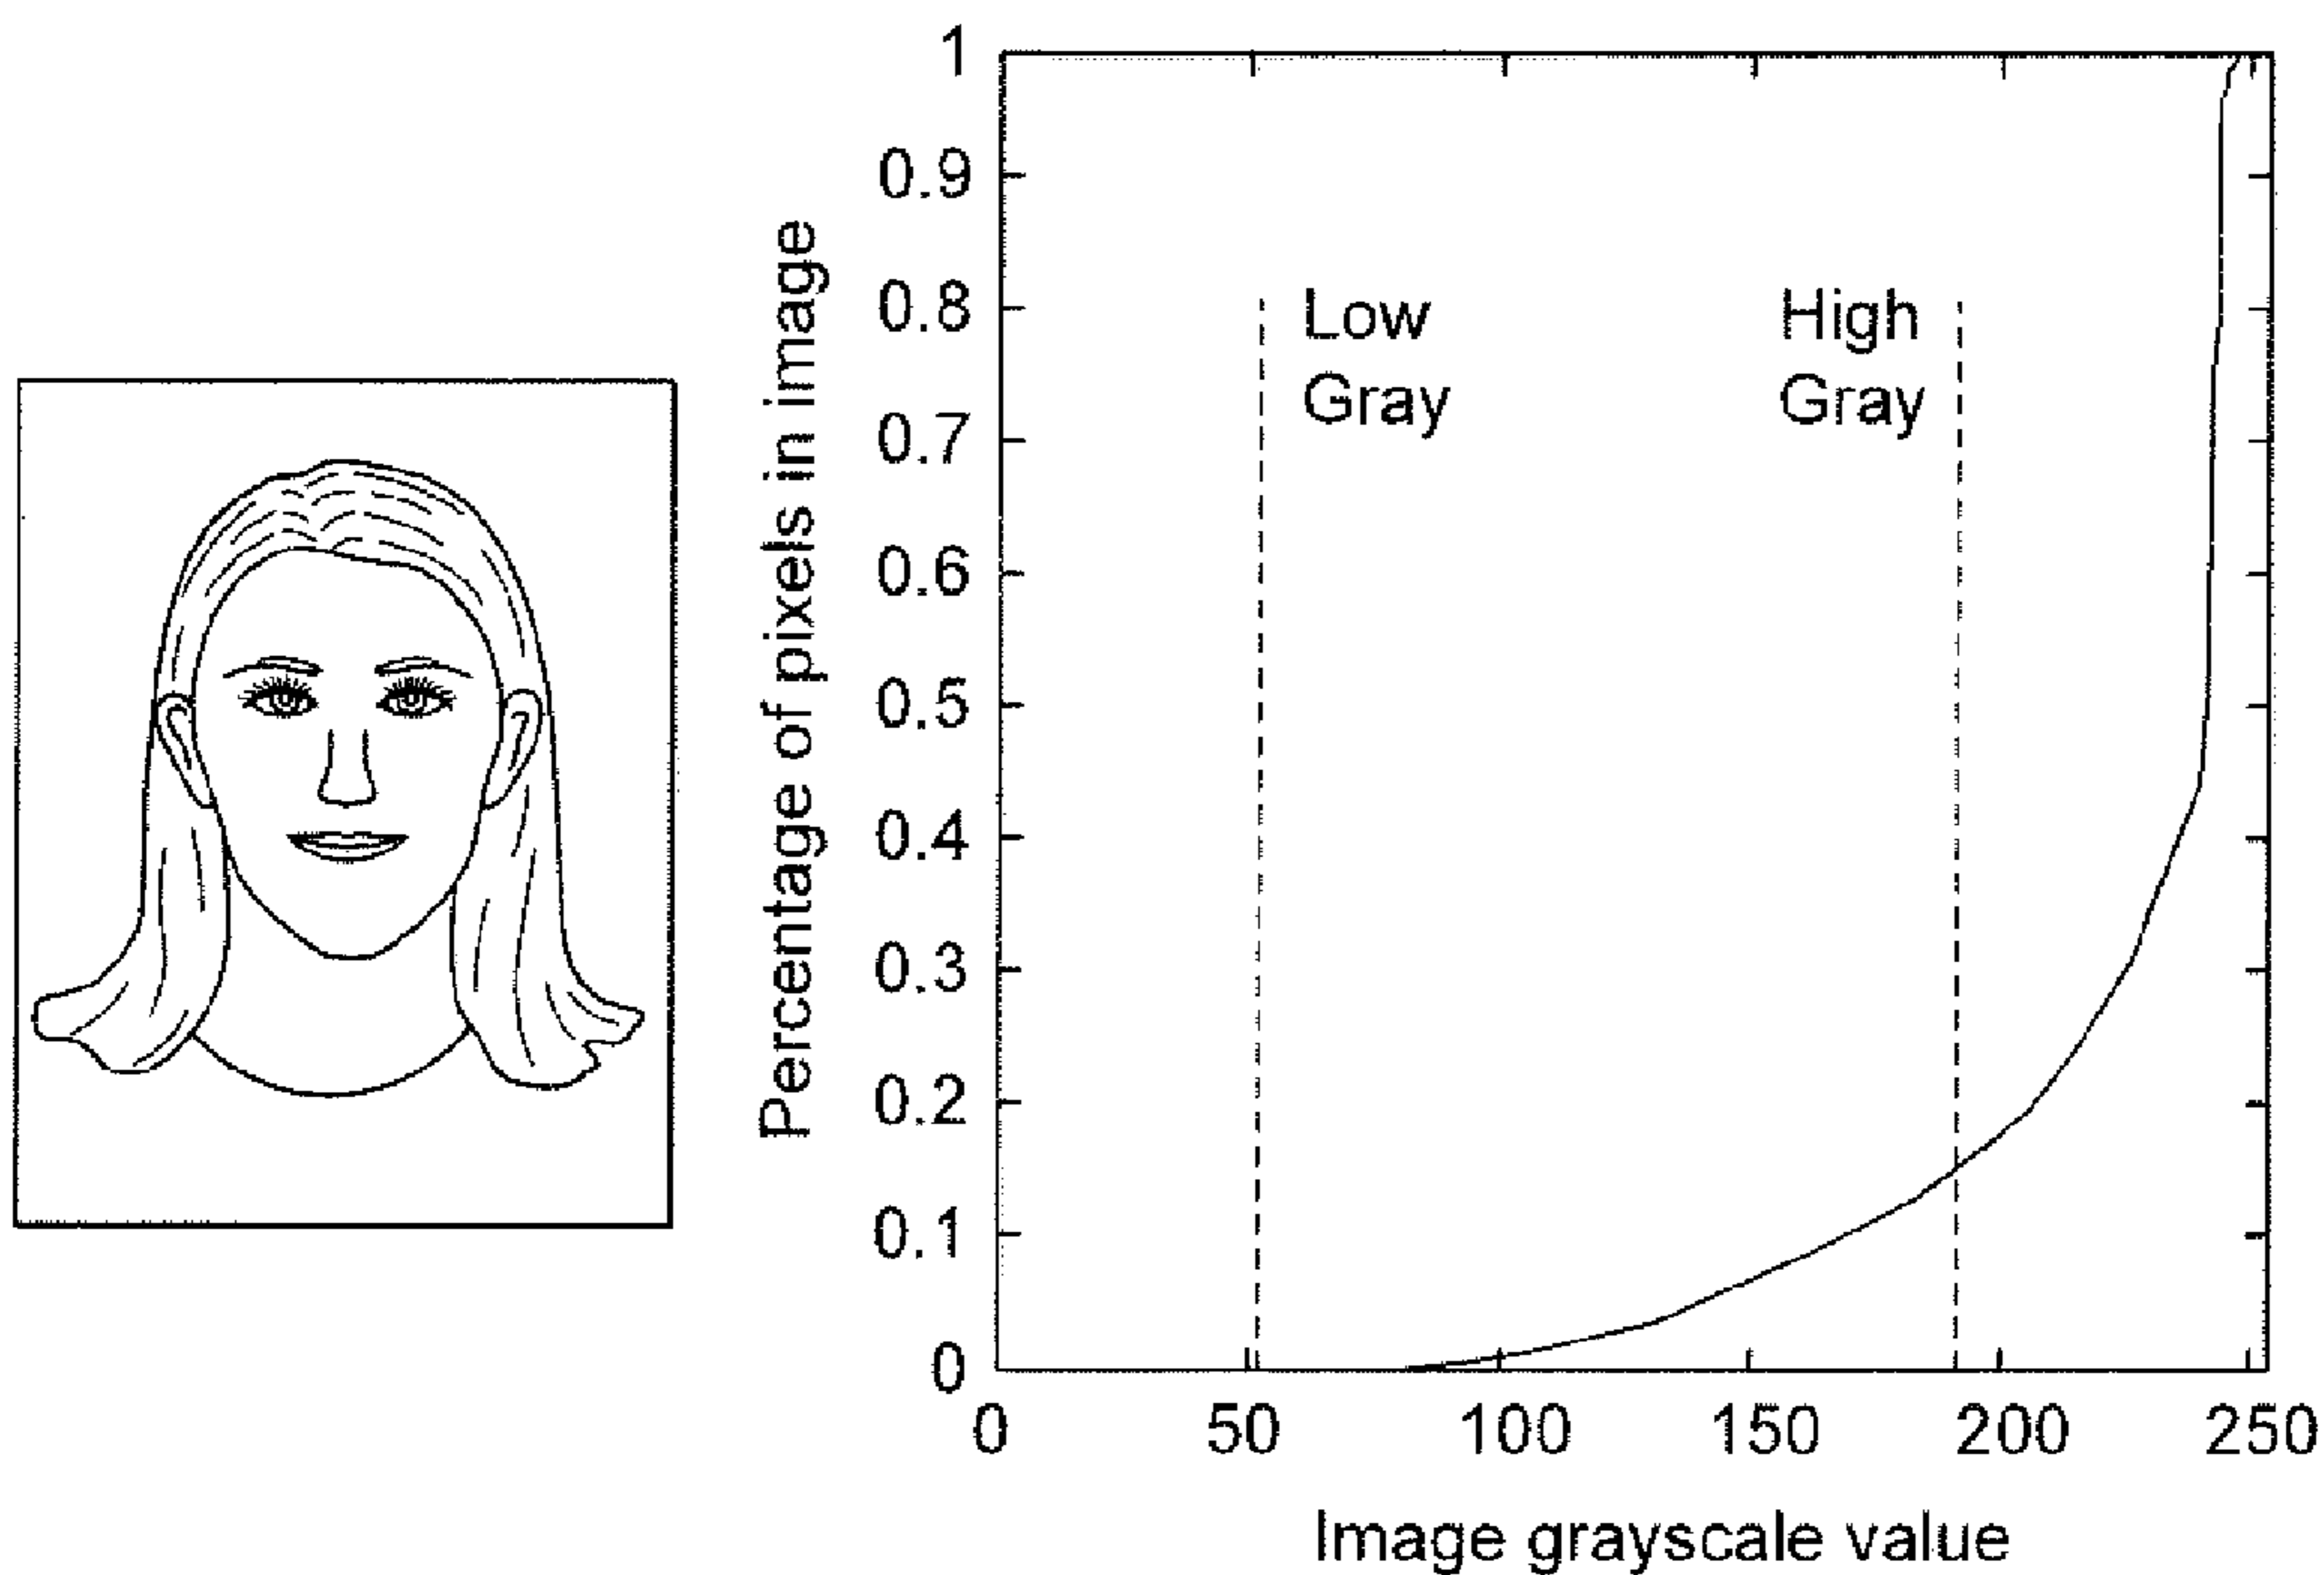 1
0.9
0.8
0.7
0.6
0.5
0.4
0.3
0.2
0.1
0
Percentage of pixels in image
Low
Gray
High
Gray
0 50 100 150 200 250
Image grayscale value